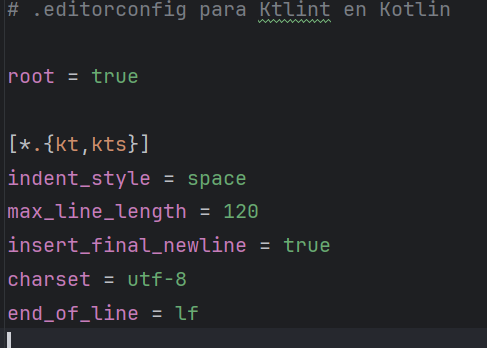 # .editorconfig para Ktlint en Kotlin
root = true
[*.{kt,kts}]
indent_style = space
max_line_length = 120
insert_final_newline = true
charset = utf-8
end_of_line = lf